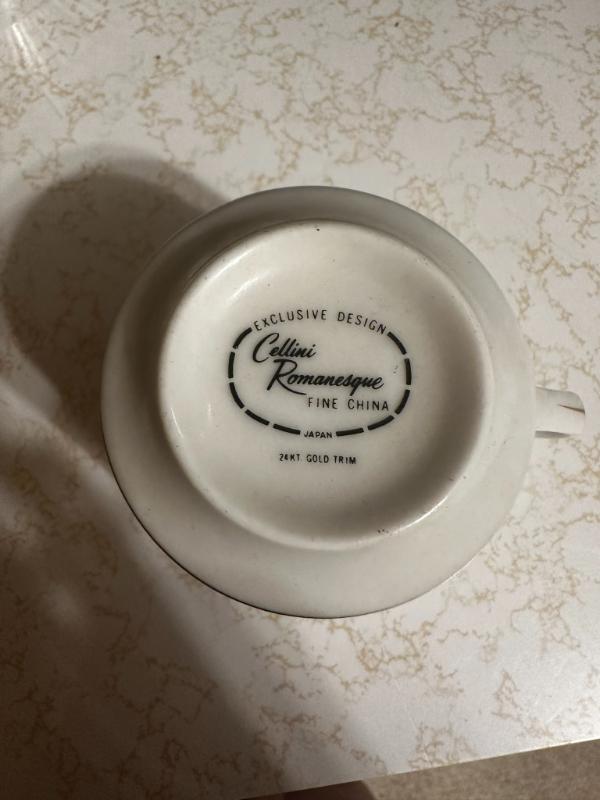 EXCLUSIVE DESIGN
Cellini
Romanesque
FINE CHINA
JAPAN
24KT. GOLD TRIM